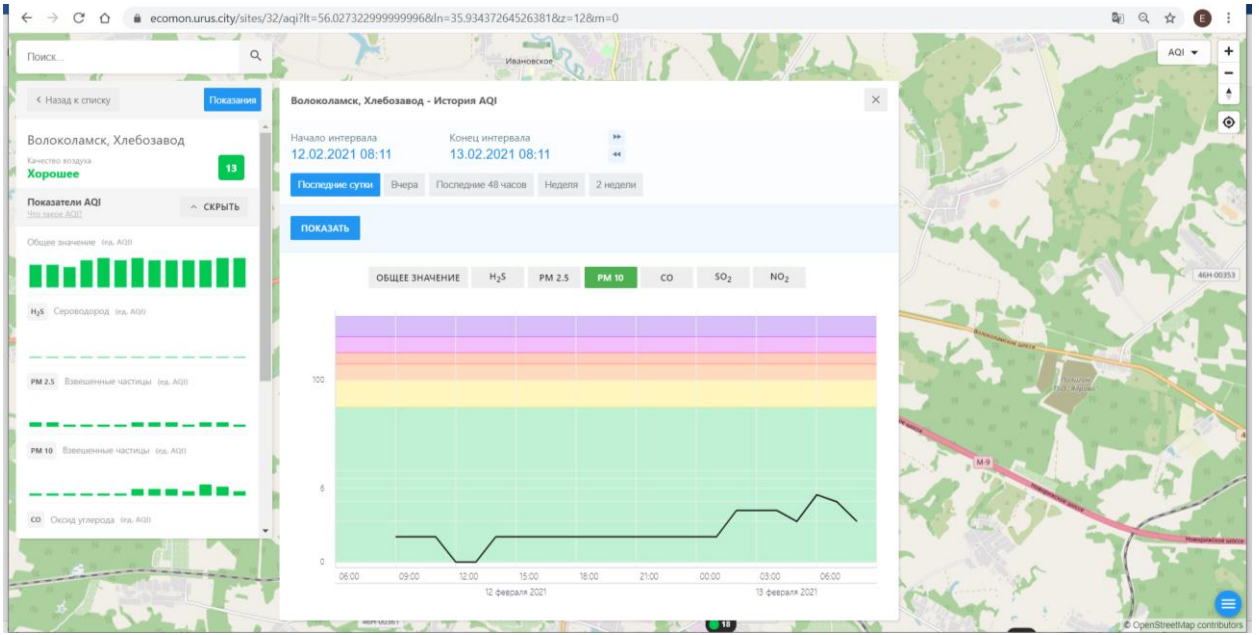 ecomon.urus.city/sites/32/aqi?lt=56.027322999999996&ln=35.93437264526381&z=12&m=0
E
Поиск...
Ивановское
AQI
+
−
< Назад к списку
Показания
Волоколамск, Хлебозавод
Качество воздуха
Хорошее
13
Показатели AQI
Что такое AQI?
СКРЫТЬ
Общее значение (ед. AQI)
H₂S Сероводород (ед. AQI)
PM 2.5 Взвешенные частицы (ед. AQI)
PM 10 Взвешенные частицы (ед. AQI)
CO Оксид углерода (ед. AQI)
Волоколамск, Хлебозавод - История AQI
×
Начало интервала
Конец интервала
12.02.2021 08:11
13.02.2021 08:11
Последние сутки
Вчера
Последние 48 часов
Неделя
2 недели
ПОКАЗАТЬ
ОБЩЕЕ ЗНАЧЕНИЕ
H₂S
PM 2.5
PM 10
CO
SO₂
NO₂
100
6
0
06:00 09:00 12:00 15:00 18:00 21:00 00:00 03:00 06:00
12 февраля 2021
13 февраля 2021
46Н-00353
Волоколамское шоссе
М-9
Новорижское шоссе
Новорижское шоссе
18
© OpenStreetMap contributors